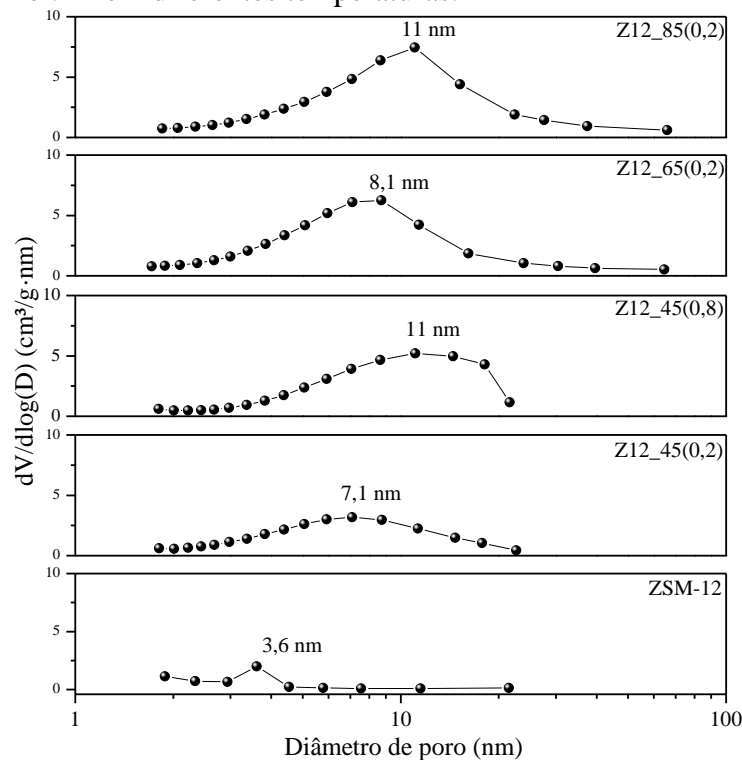 11 nm
Z12_85(0,2)
8,1 nm
Z12_65(0,2)
11 nm
Z12_45(0,8)
7,1 nm
Z12_45(0,2)
3,6 nm
ZSM-12
10
5
0
10
5
0
10
5
0
10
5
0
10
5
0
dV/dlog(D) (cm³/g·nm)
1 10 100
Diâmetro de poro (nm)